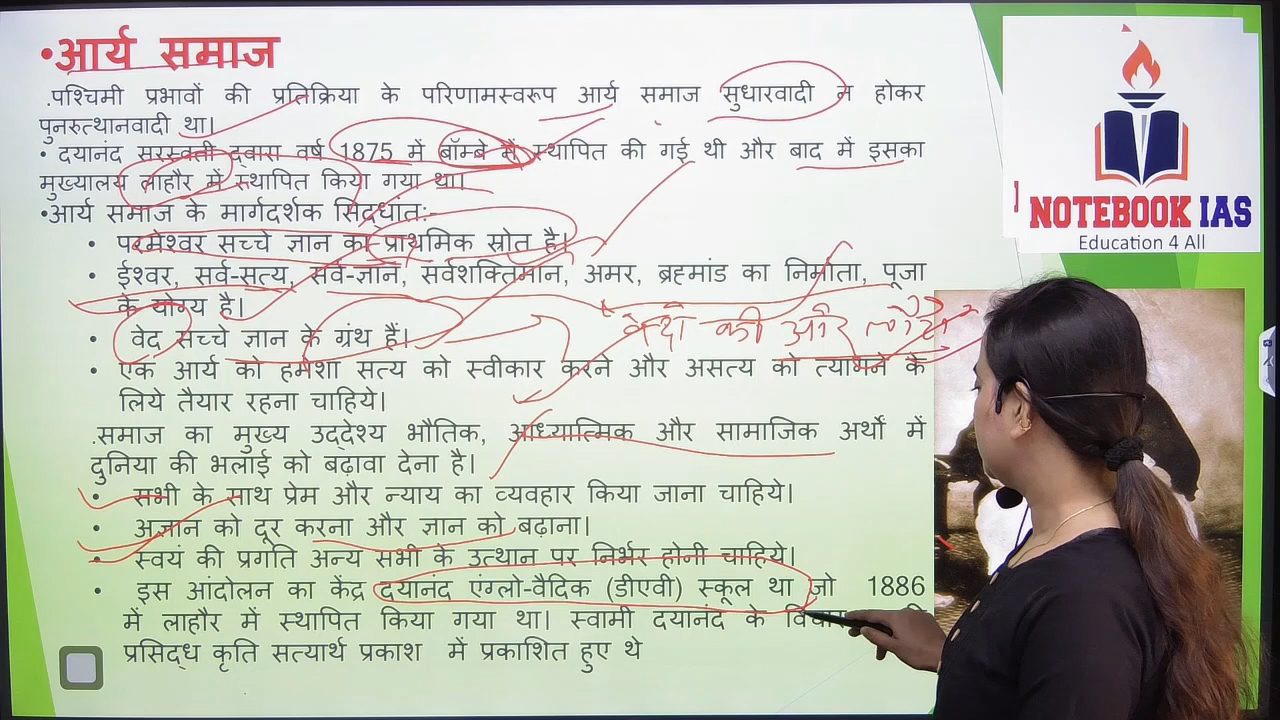 •आर्य समाज
.पश्चिमी प्रभावों की प्रतिक्रिया के परिणामस्वरूप आर्य समाज सुधारवादी न होकर
पुनरुत्थानवादी था।
• दयानंद सरस्वती द्वारा वर्ष 1875 में बॉम्बे में स्थापित की गई थी और बाद में इसका
मुख्यालय लाहौर में स्थापित किया गया था।
•आर्य समाज के मार्गदर्शक सिद्धांत:-
• परमेश्वर सच्चे ज्ञान का प्राथमिक स्रोत है।
• ईश्वर, सर्व-सत्य, सर्व-ज्ञान, सर्वशक्तिमान, अमर, ब्रह्मांड का निर्माता, पूजा
के योग्य है।
• वेद सच्चे ज्ञान के ग्रंथ हैं।
वेदों की और लौटो
• एक आर्य को हमेशा सत्य को स्वीकार करने और असत्य को त्यागने के
लिये तैयार रहना चाहिये।
.समाज का मुख्य उद्देश्य भौतिक, आध्यात्मिक और सामाजिक अर्थों में
दुनिया की भलाई को बढ़ावा देना है।
• सभी के साथ प्रेम और न्याय का व्यवहार किया जाना चाहिये।
• अज्ञान को दूर करना और ज्ञान को बढ़ाना।
• स्वयं की प्रगति अन्य सभी के उत्थान पर निर्भर होनी चाहिये।
• इस आंदोलन का केंद्र दयानंद एंग्लो-वैदिक (डीएवी) स्कूल था जो 1886
में लाहौर में स्थापित किया गया था। स्वामी दयानंद के विचार
प्रसिद्ध कृति सत्यार्थ प्रकाश में प्रकाशित हुए थे
NOTEBOOK IAS
Education 4 All